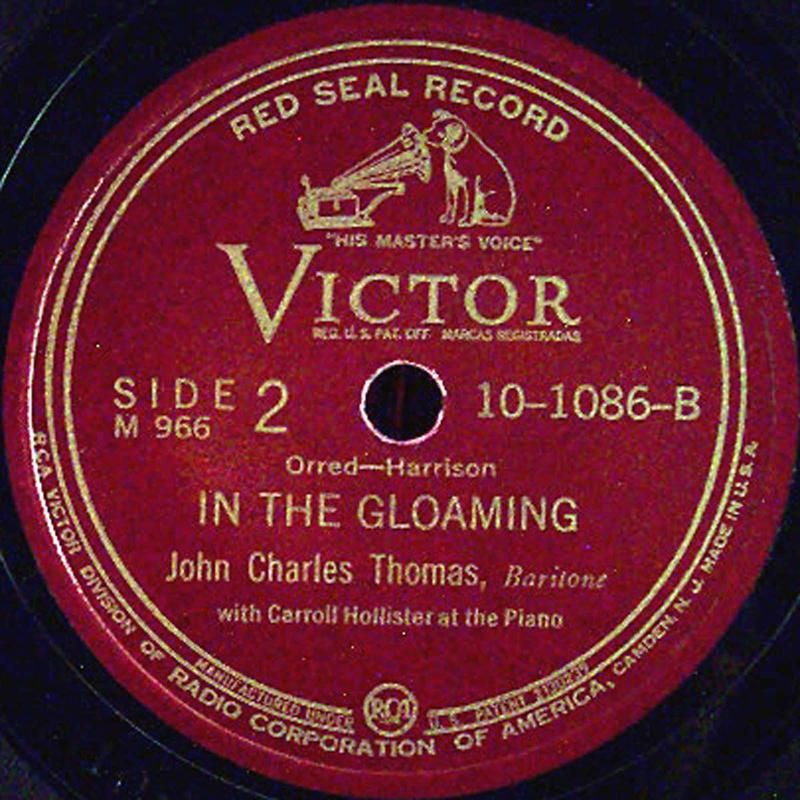 RED SEAL RECORD
"HIS MASTER'S VOICE"
VICTOR
REG. U. S. PAT. OFF. MARCAS REGISTRADAS
SIDE 2
M 966
10-1086-B
Orred—Harrison
IN THE GLOAMING
John Charles Thomas, Baritone
with Carroll Hollister at the Piano
MANUFACTURED UNDER RCA U. S. PATENT
RCA VICTOR DIVISION OF RADIO CORPORATION OF AMERICA, CAMDEN, N. J. MADE IN U. S. A.